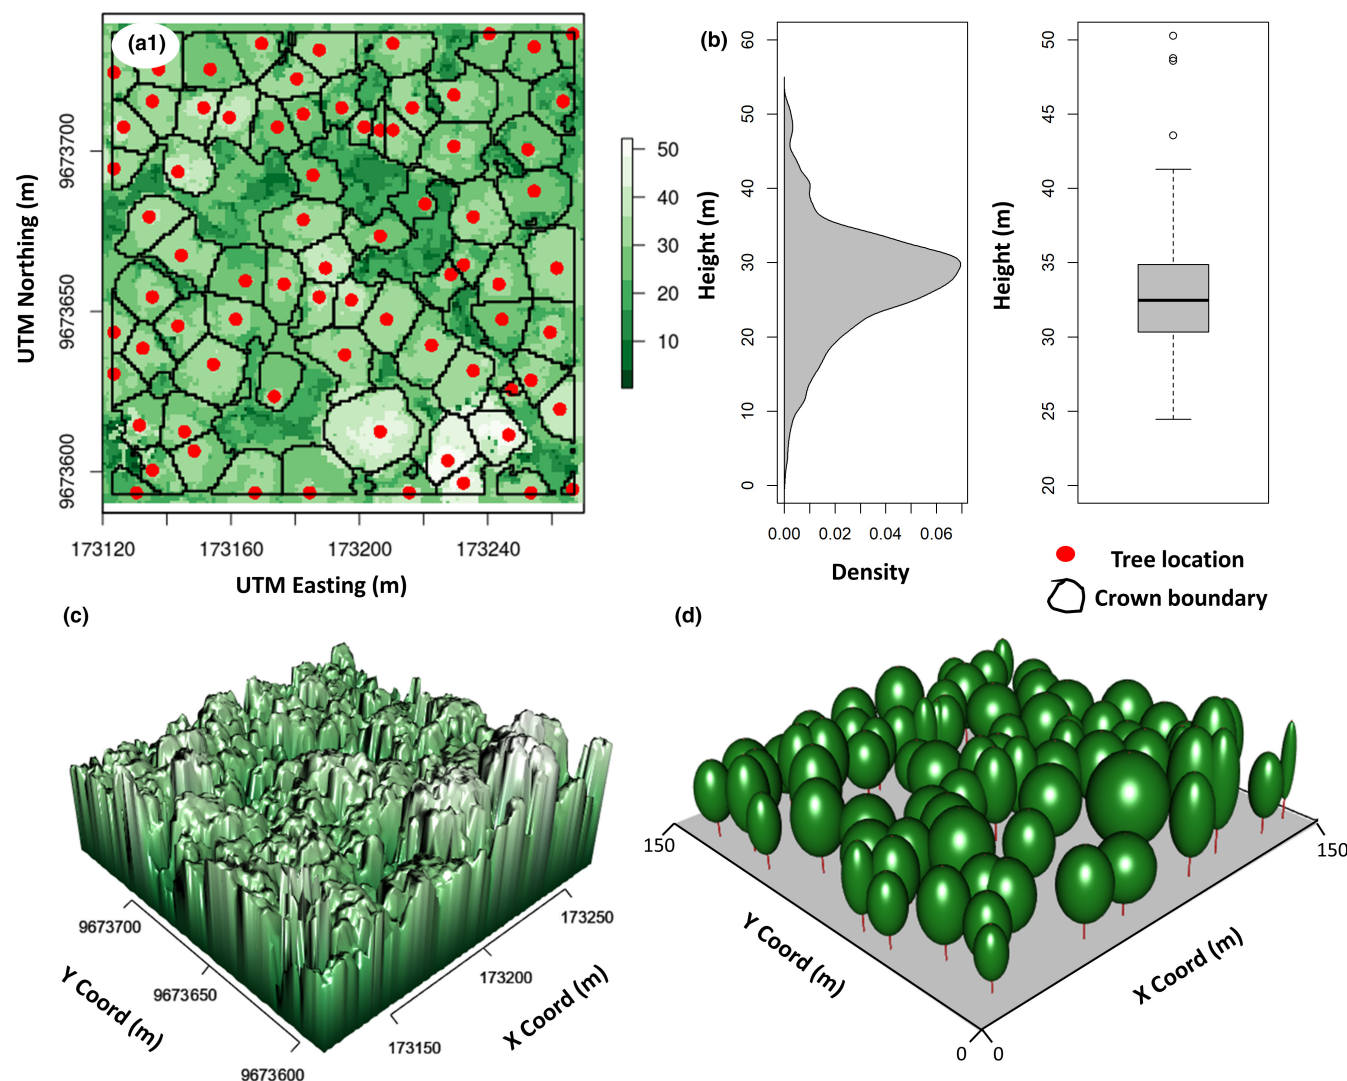 (a1)
UTM Northing (m)
9673700
9673650
9673600
173120
173160
173200
173240
UTM Easting (m)
50
40
30
20
10
Height (m)
(b)
60
50
40
30
20
10
0
0.00
0.02
0.04
0.06
Density
Height (m)
50
45
40
35
30
25
20
Tree location
Crown boundary
(c)
9673700
9673650
9673600
Y Coord (m)
173150
173200
173250
X Coord (m)
(d)
150
Y Coord (m)
0
0
X Coord (m)
150